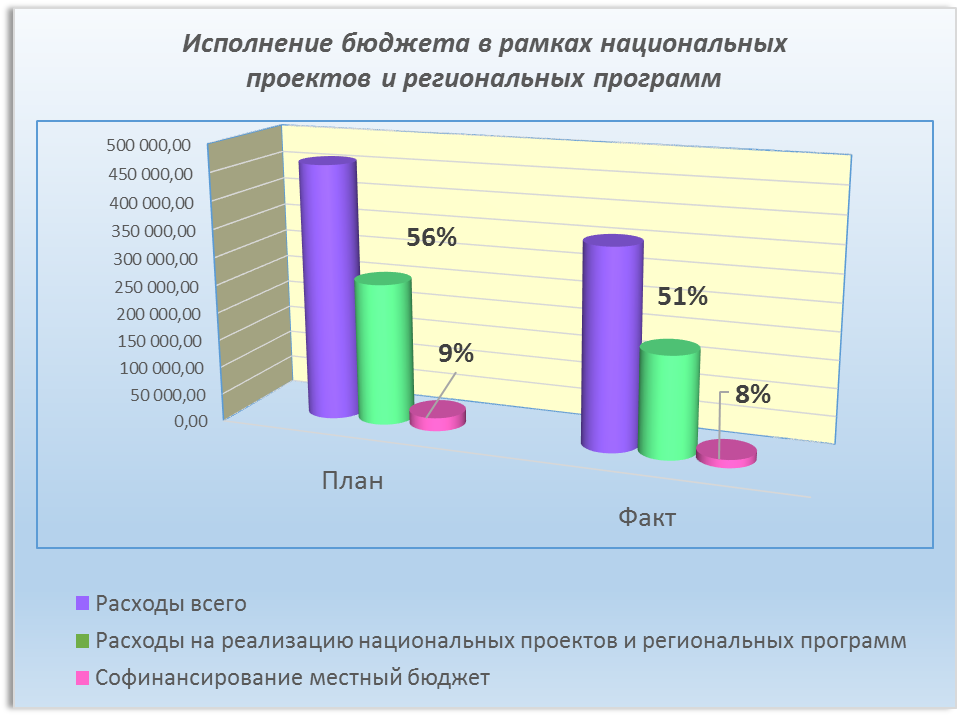 Исполнение бюджета в рамках национальных
проектов и региональных программ
500 000,00
450 000,00
400 000,00
350 000,00
300 000,00
250 000,00
200 000,00
150 000,00
100 000,00
50 000,00
0,00
56%
9%
51%
8%
План
Факт
Расходы всего
Расходы на реализацию национальных проектов и региональных программ
Софинансирование местный бюджет